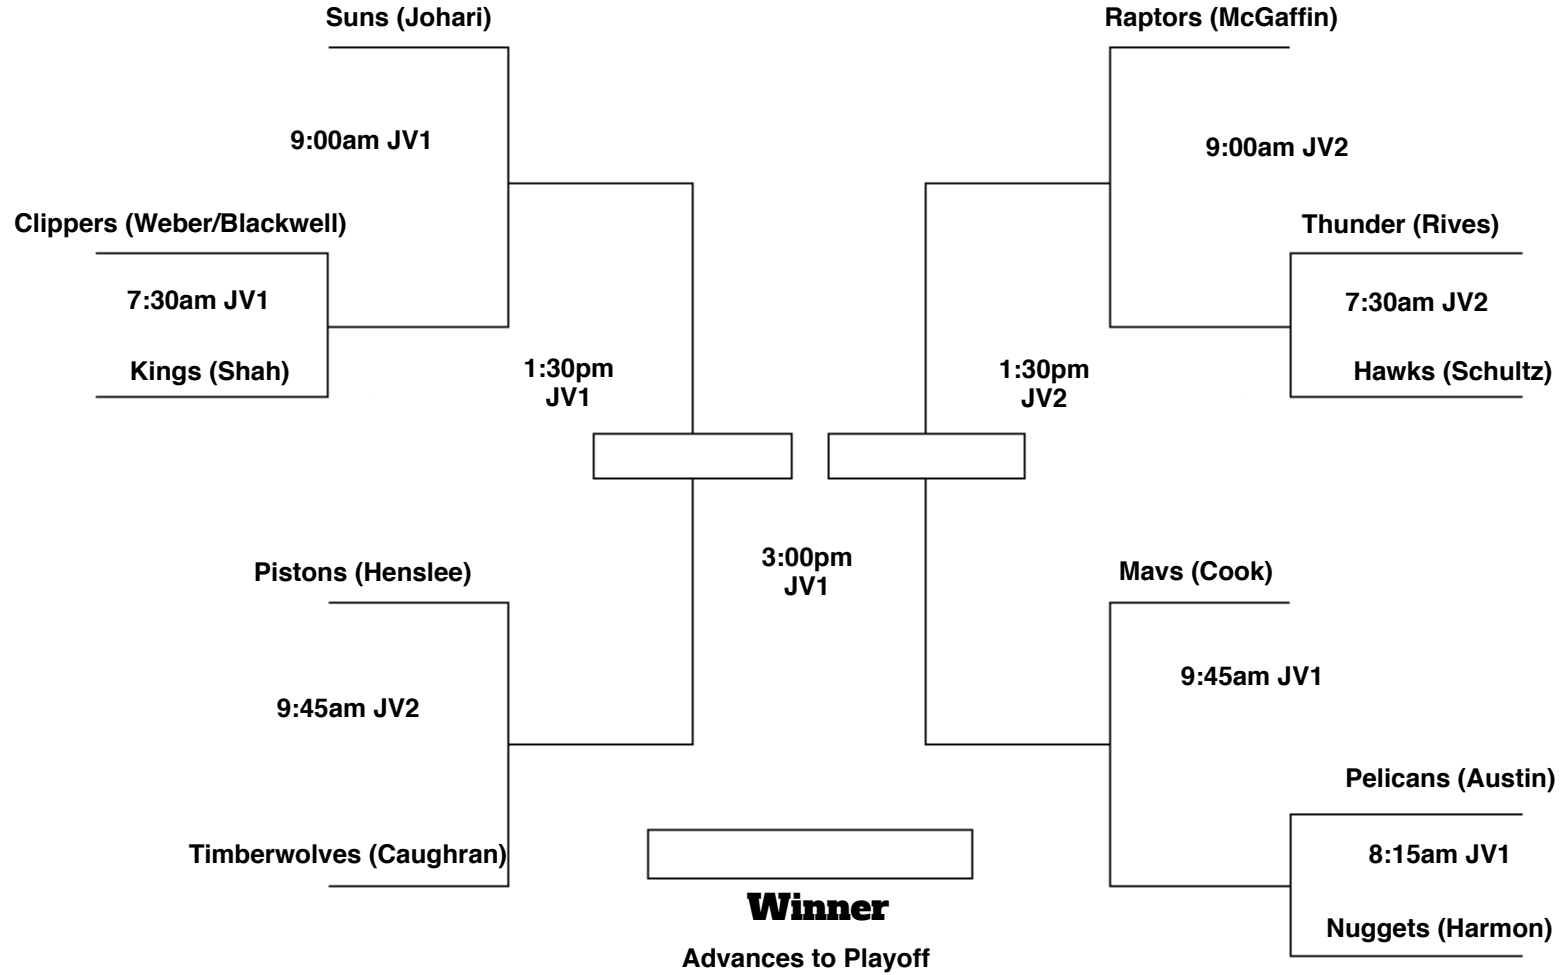 Suns (Johari)
Raptors (McGaffin)
9:00am JV1
9:00am JV2
Clippers (Weber/Blackwell)
Thunder (Rives)
7:30am JV1
7:30am JV2
Kings (Shah)
1:30pm
JV1
1:30pm
JV2
Hawks (Schultz)
3:00pm
JV1
Pistons (Henslee)
Mavs (Cook)
9:45am JV2
9:45am JV1
Pelicans (Austin)
Timberwolves (Caughran)
8:15am JV1
Winner
Nuggets (Harmon)
Advances to Playoff